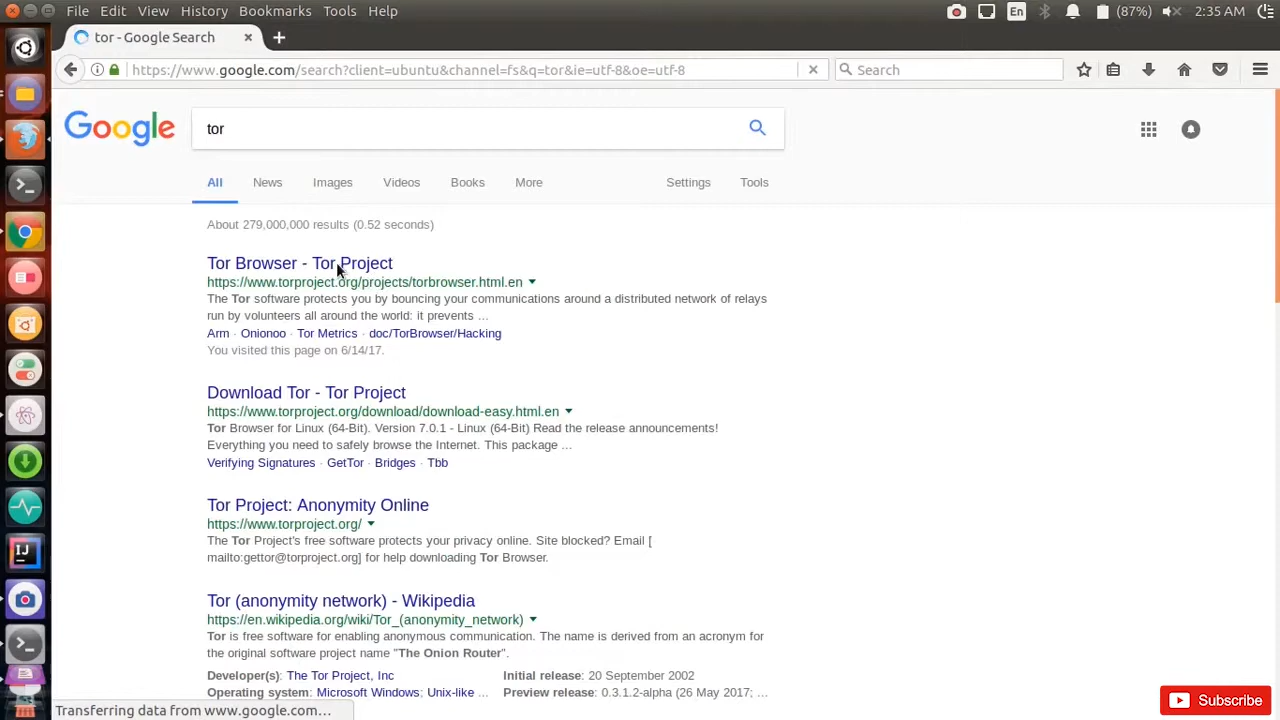 File Edit View History Bookmarks Tools Help
En (87%) 2:35 AM
tor - Google Search
https://www.google.com/search?client=ubuntu&channel=fs&q=tor&ie=utf-8&oe=utf-8
Search
Google
tor
All News Images Videos Books More Settings Tools
About 279,000,000 results (0.52 seconds)
Tor Browser - Tor Project
https://www.torproject.org/projects/torbrowser.html.en
The Tor software protects you by bouncing your communications around a distributed network of relays
run by volunteers all around the world: it prevents ...
Arm · Onionoo · Tor Metrics · doc/TorBrowser/Hacking
You visited this page on 6/14/17.
Download Tor - Tor Project
https://www.torproject.org/download/download-easy.html.en
Tor Browser for Linux (64-Bit). Version 7.0.1 - Linux (64-Bit) Read the release announcements!
Everything you need to safely browse the Internet. This package ...
Verifying Signatures · GetTor · Bridges · Tbb
Tor Project: Anonymity Online
https://www.torproject.org/
The Tor Project's free software protects your privacy online. Site blocked? Email [
mailto:gettor@torproject.org] for help downloading Tor Browser.
Tor (anonymity network) - Wikipedia
https://en.wikipedia.org/wiki/Tor_(anonymity_network)
Tor is free software for enabling anonymous communication. The name is derived from an acronym for
the original software project name "The Onion Router".
Developer(s): The Tor Project, Inc Initial release: 20 September 2002
Operating system: Microsoft Windows; Unix-like ... Preview release: 0.3.1.2-alpha (26 May 2017; ...
Transferring data from www.google.com…
Subscribe
IJ